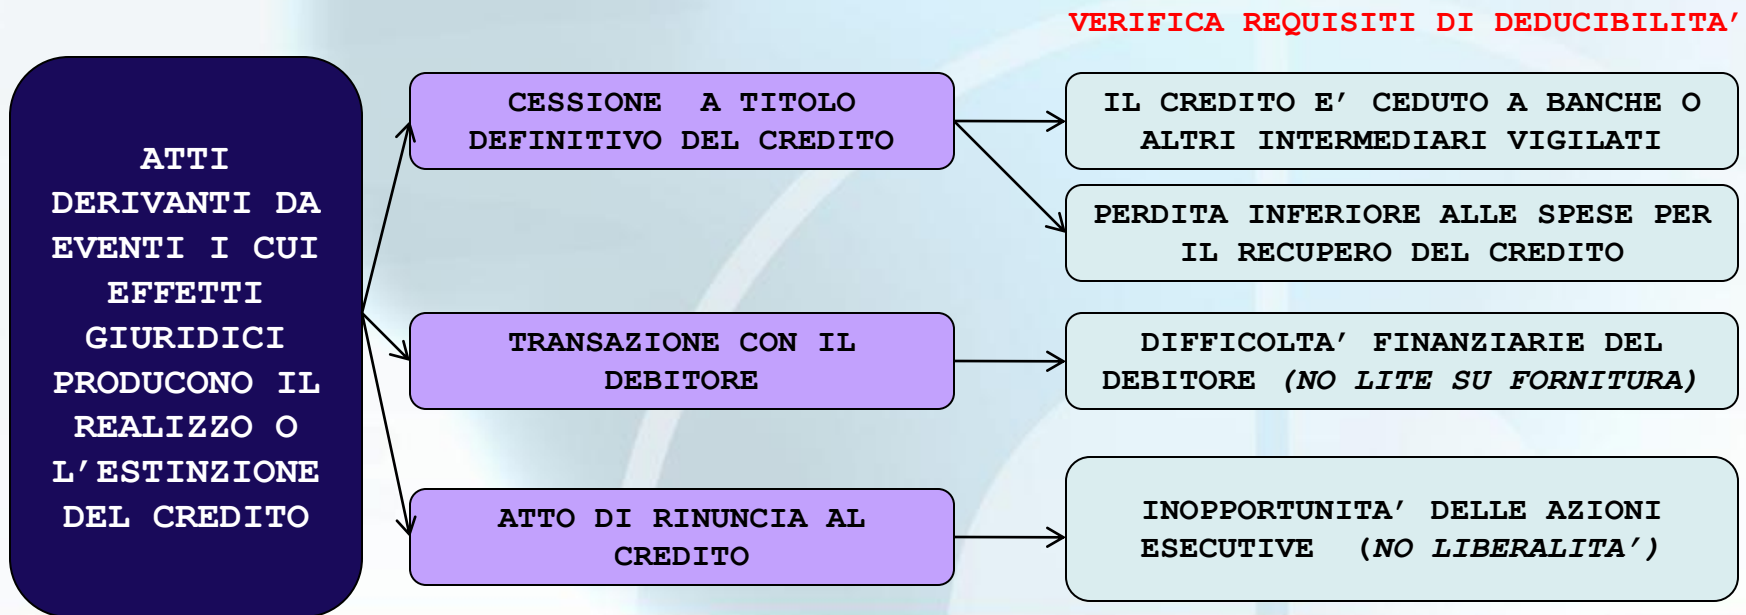 VERIFICA REQUISITI DI DEDUCIBILITA’
ATTI
DERIVANTI DA
EVENTI I CUI
EFFETTI
GIURIDICI
PRODUCONO IL
REALIZZO O
L’ESTINZIONE
DEL CREDITO
CESSIONE A TITOLO
DEFINITIVO DEL CREDITO
IL CREDITO E’ CEDUTO A BANCHE O
ALTRI INTERMEDIARI VIGILATI
PERDITA INFERIORE ALLE SPESE PER
IL RECUPERO DEL CREDITO
TRANSAZIONE CON IL
DEBITORE
DIFFICOLTA’ FINANZIARIE DEL
DEBITORE (NO LITE SU FORNITURA)
ATTO DI RINUNCIA AL
CREDITO
INOPPORTUNITA’ DELLE AZIONI
ESECUTIVE (NO LIBERALITA’)